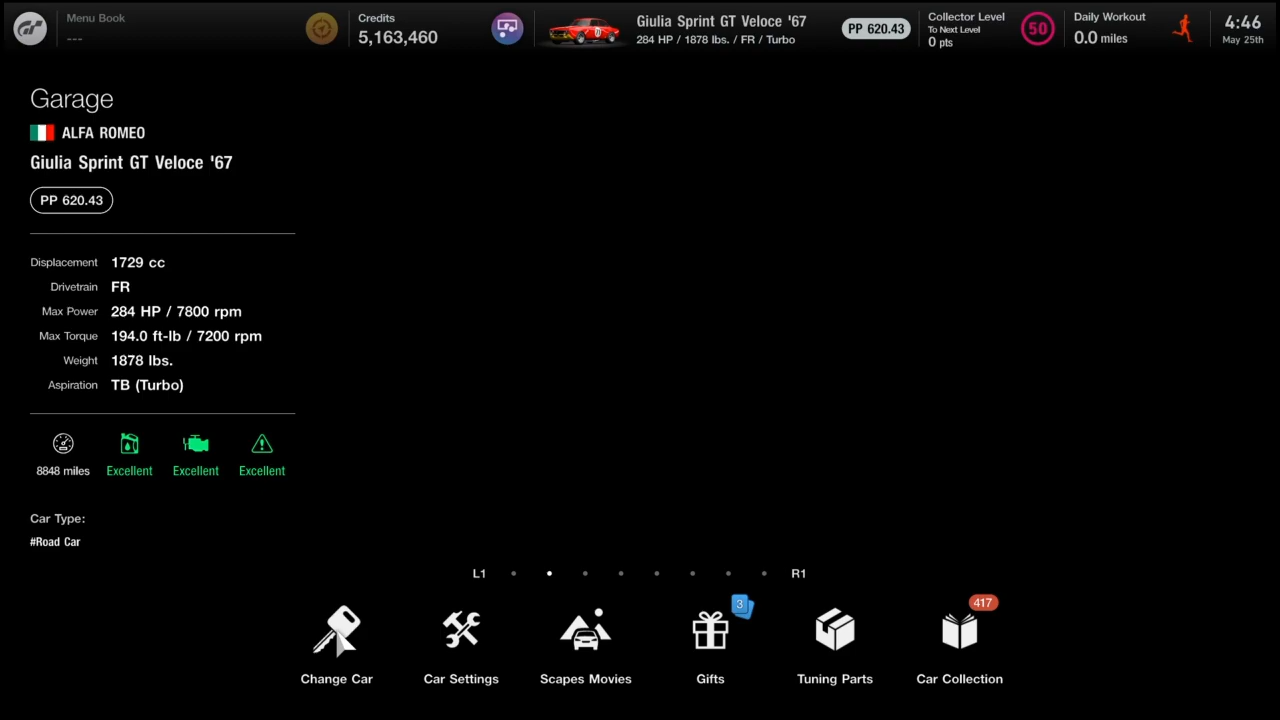 Menu Book
---
Credits
5,163,460
Giulia Sprint GT Veloce '67
284 HP / 1878 lbs. / FR / Turbo
PP 620.43
Collector Level
To Next Level
0 pts
50
Daily Workout
0.0 miles
4:46
May 25th
Garage
ALFA ROMEO
Giulia Sprint GT Veloce '67
PP 620.43
Displacement 1729 cc
Drivetrain FR
Max Power 284 HP / 7800 rpm
Max Torque 194.0 ft-lb / 7200 rpm
Weight 1878 lbs.
Aspiration TB (Turbo)
8848 miles Excellent Excellent Excellent
Car Type:
#Road Car
L1 R1
3
417
Change Car Car Settings Scapes Movies Gifts Tuning Parts Car Collection